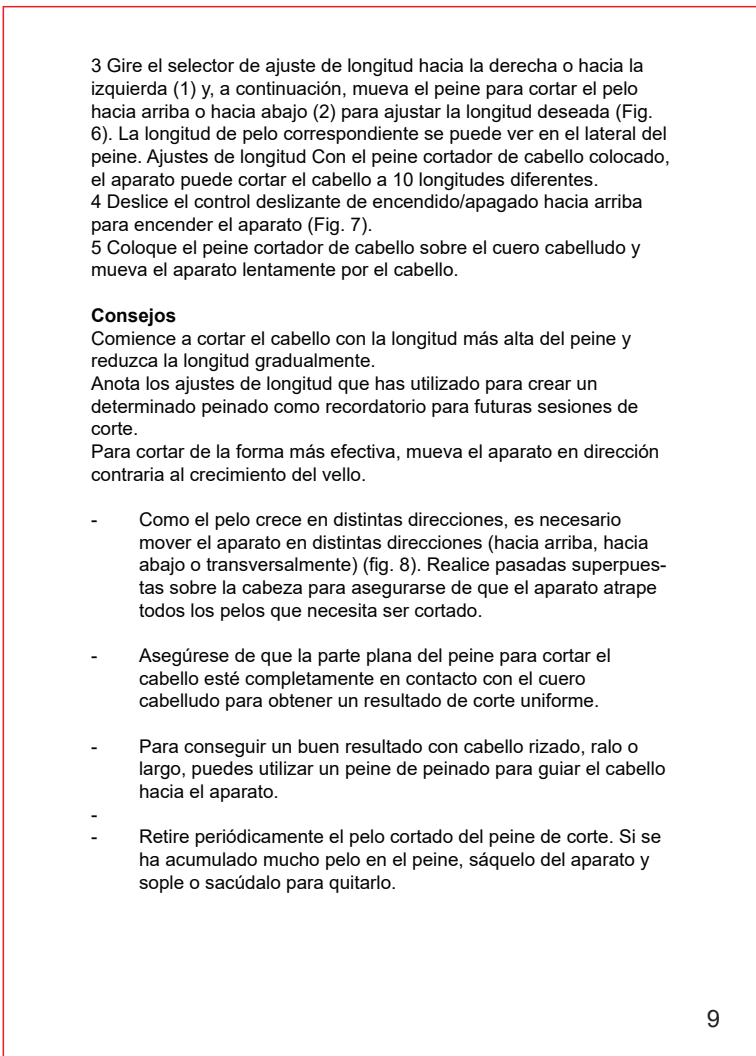 3 Gire el selector de ajuste de longitud hacia la derecha o hacia la
izquierda (1) y, a continuación, mueva el peine para cortar el pelo
hacia arriba o hacia abajo (2) para ajustar la longitud deseada (Fig.
6). La longitud de pelo correspondiente se puede ver en el lateral del
peine. Ajustes de longitud Con el peine cortador de cabello colocado,
el aparato puede cortar el cabello a 10 longitudes diferentes.
4 Deslice el control deslizante de encendido/apagado hacia arriba
para encender el aparato (Fig. 7).
5 Coloque el peine cortador de cabello sobre el cuero cabelludo y
mueva el aparato lentamente por el cabello.
Consejos
Comience a cortar el cabello con la longitud más alta del peine y
reduzca la longitud gradualmente.
Anota los ajustes de longitud que has utilizado para crear un
determinado peinado como recordatorio para futuras sesiones de
corte.
Para cortar de la forma más efectiva, mueva el aparato en dirección
contraria al crecimiento del vello.
- Como el pelo crece en distintas direcciones, es necesario
mover el aparato en distintas direcciones (hacia arriba, hacia
abajo o transversalmente) (fig. 8). Realice pasadas superpues-
tas sobre la cabeza para asegurarse de que el aparato atrape
todos los pelos que necesita ser cortado.
- Asegúrese de que la parte plana del peine para cortar el
cabello esté completamente en contacto con el cuero
cabelludo para obtener un resultado de corte uniforme.
- Para conseguir un buen resultado con cabello rizado, ralo o
largo, puedes utilizar un peine de peinado para guiar el cabello
hacia el aparato.
-
- Retire periódicamente el pelo cortado del peine de corte. Si se
ha acumulado mucho pelo en el peine, sáquelo del aparato y
sople o sacúdalo para quitarlo.
9